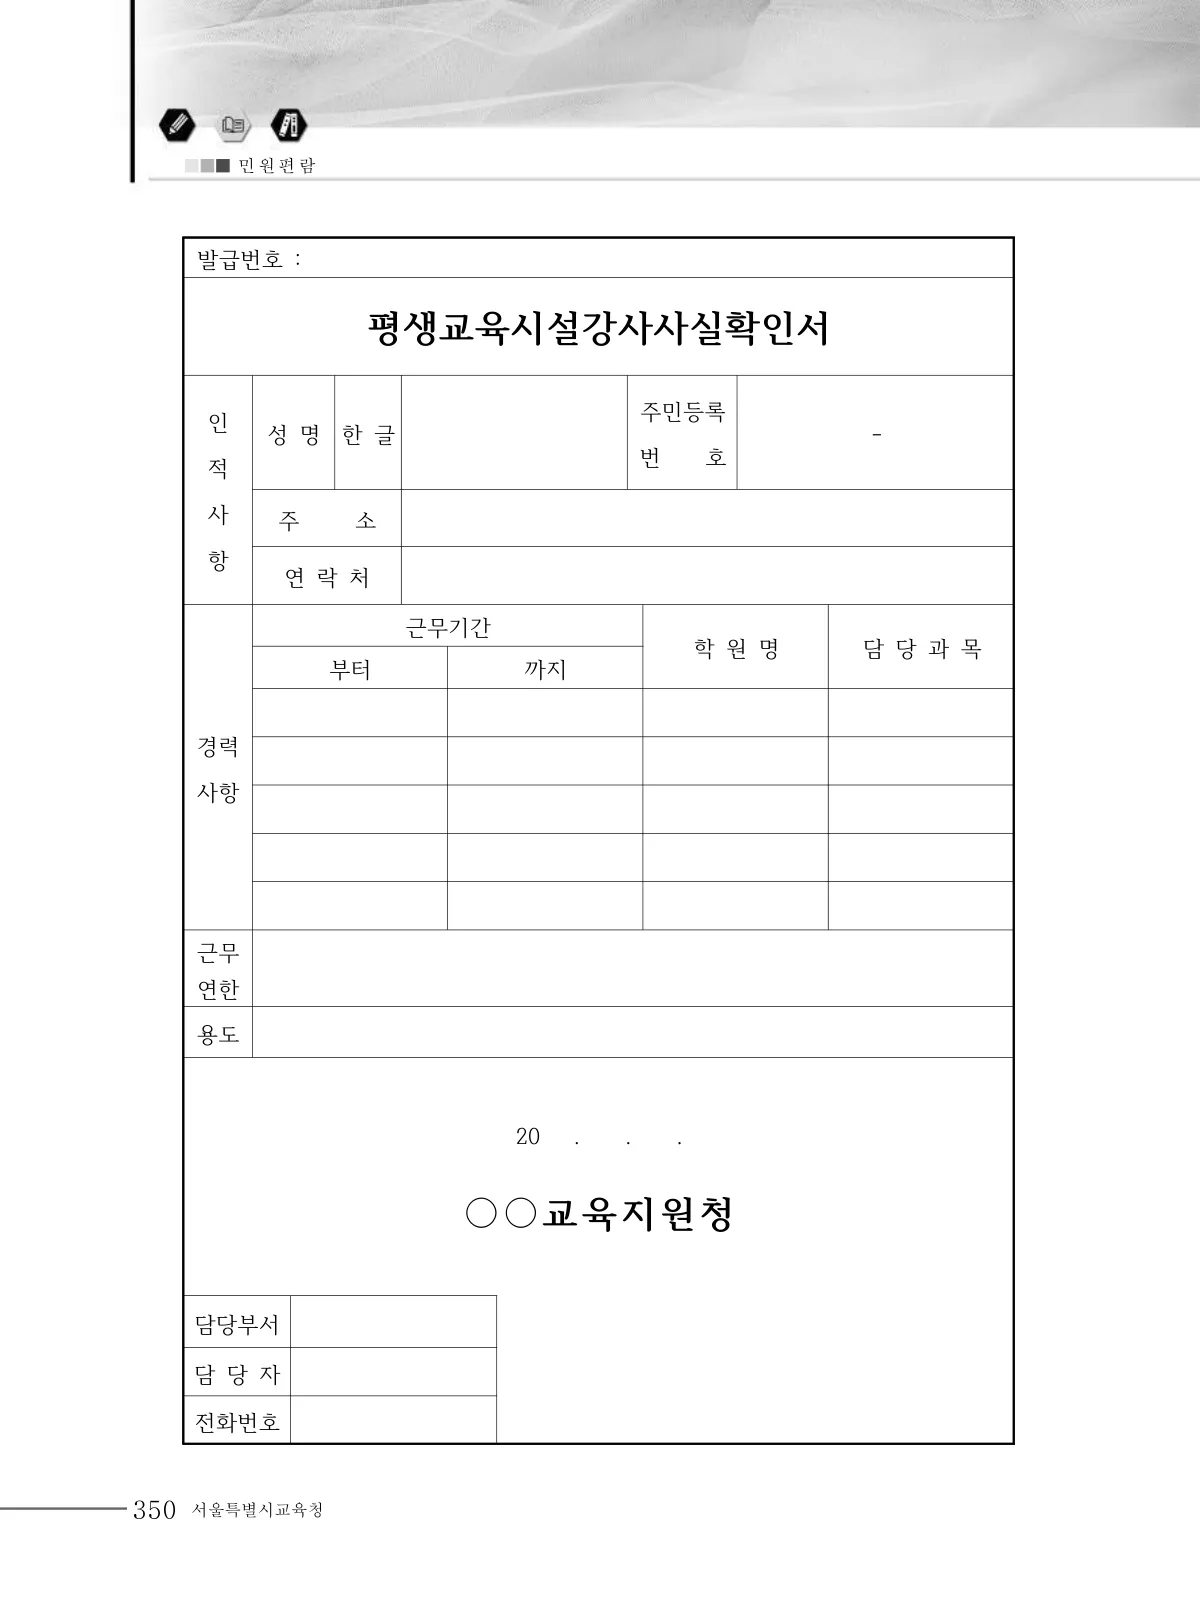 민원편람
발급번호 :
평생교육시설강사사실확인서
인
적
사
항
성 명
한 글
주민등록
번 호
-
주 소
연 락 처
경력
사항
근무기간
부터
까지
학 원 명
담 당 과 목
근무
연한
용도
20 . . .
○○교육지원청
담당부서
담 당 자
전화번호
350 서울특별시교육청